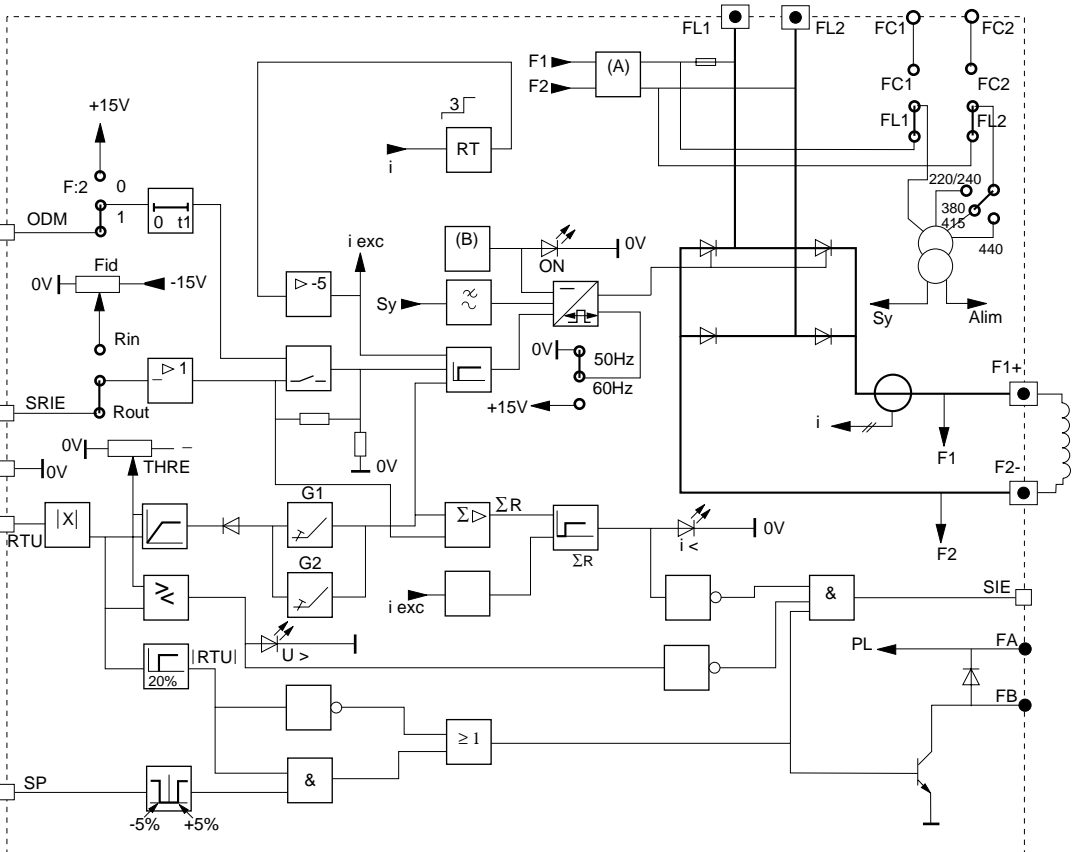 FL1
FL2
FC1
FC2
F1
F2
(A)
FC1
FC2
+15V
3
FL1
FL2
i
RT
F:2
0
1
ODM
0 t1
220/240
380
415
440
i exc
(B)
ON
0V
Fid
0V
-15V
▷ -5
Sy
Sy
Alim
Rin
▷ 1
0V
50Hz
60Hz
+15V
F1+
SRIE
Rout
i
F1
0V
THRE
–
0V
0V
F2-
|X|
RTU
G1
Σ▷
ΣR
i <
0V
F2
G2
ΣR
≥
≤
i exc
&
SIE
U >
|RTU|
20%
PL
FA
FB
≥ 1
SP
&
-5%
+5%